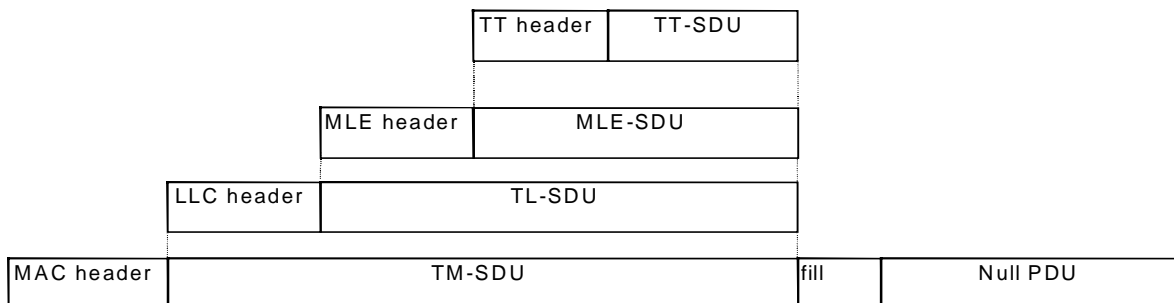 TT header TT-SDU
MLE header MLE-SDU
LLC header TL-SDU
MAC header TM-SDU fill Null PDU